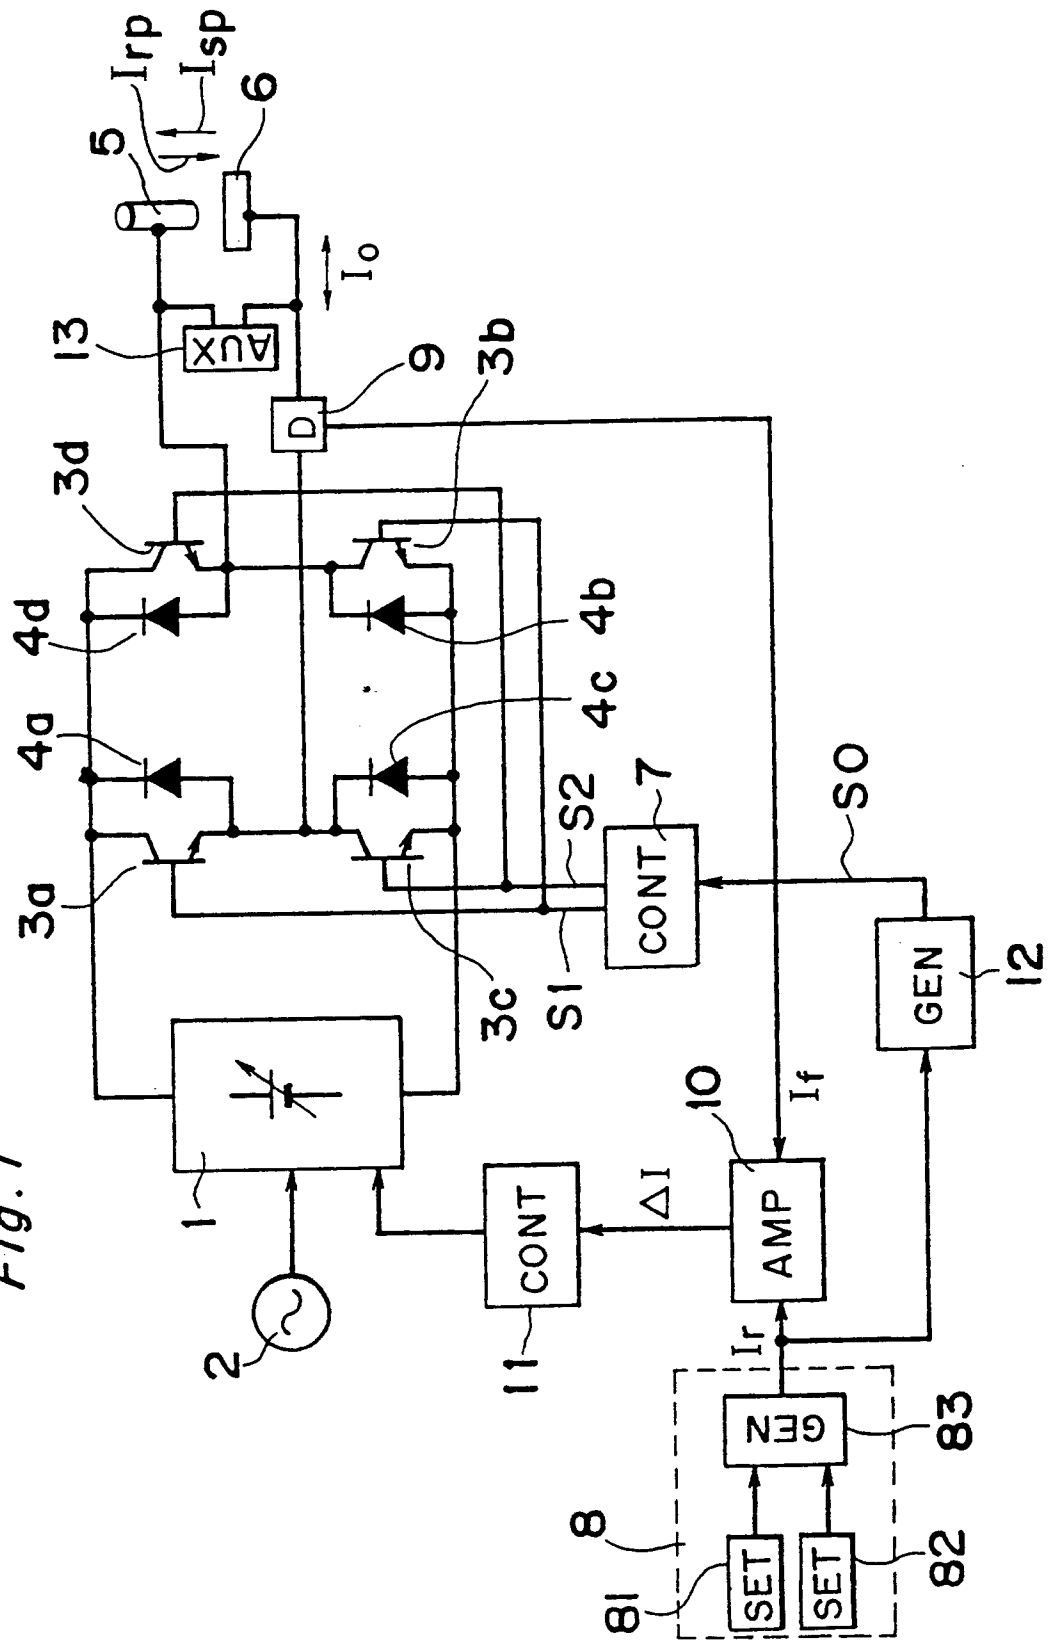 Fig. 1
Irp
Isp
5
6
13
AUX
Io
9
D
3d
3b
4d
4b
4a
4c
3a
3c
S1
S2
CONT
7
S0
GEN
12
1
2
CONT
11
ΔI
10
AMP
If
Ir
8
GEN
83
81
SET
SET
82